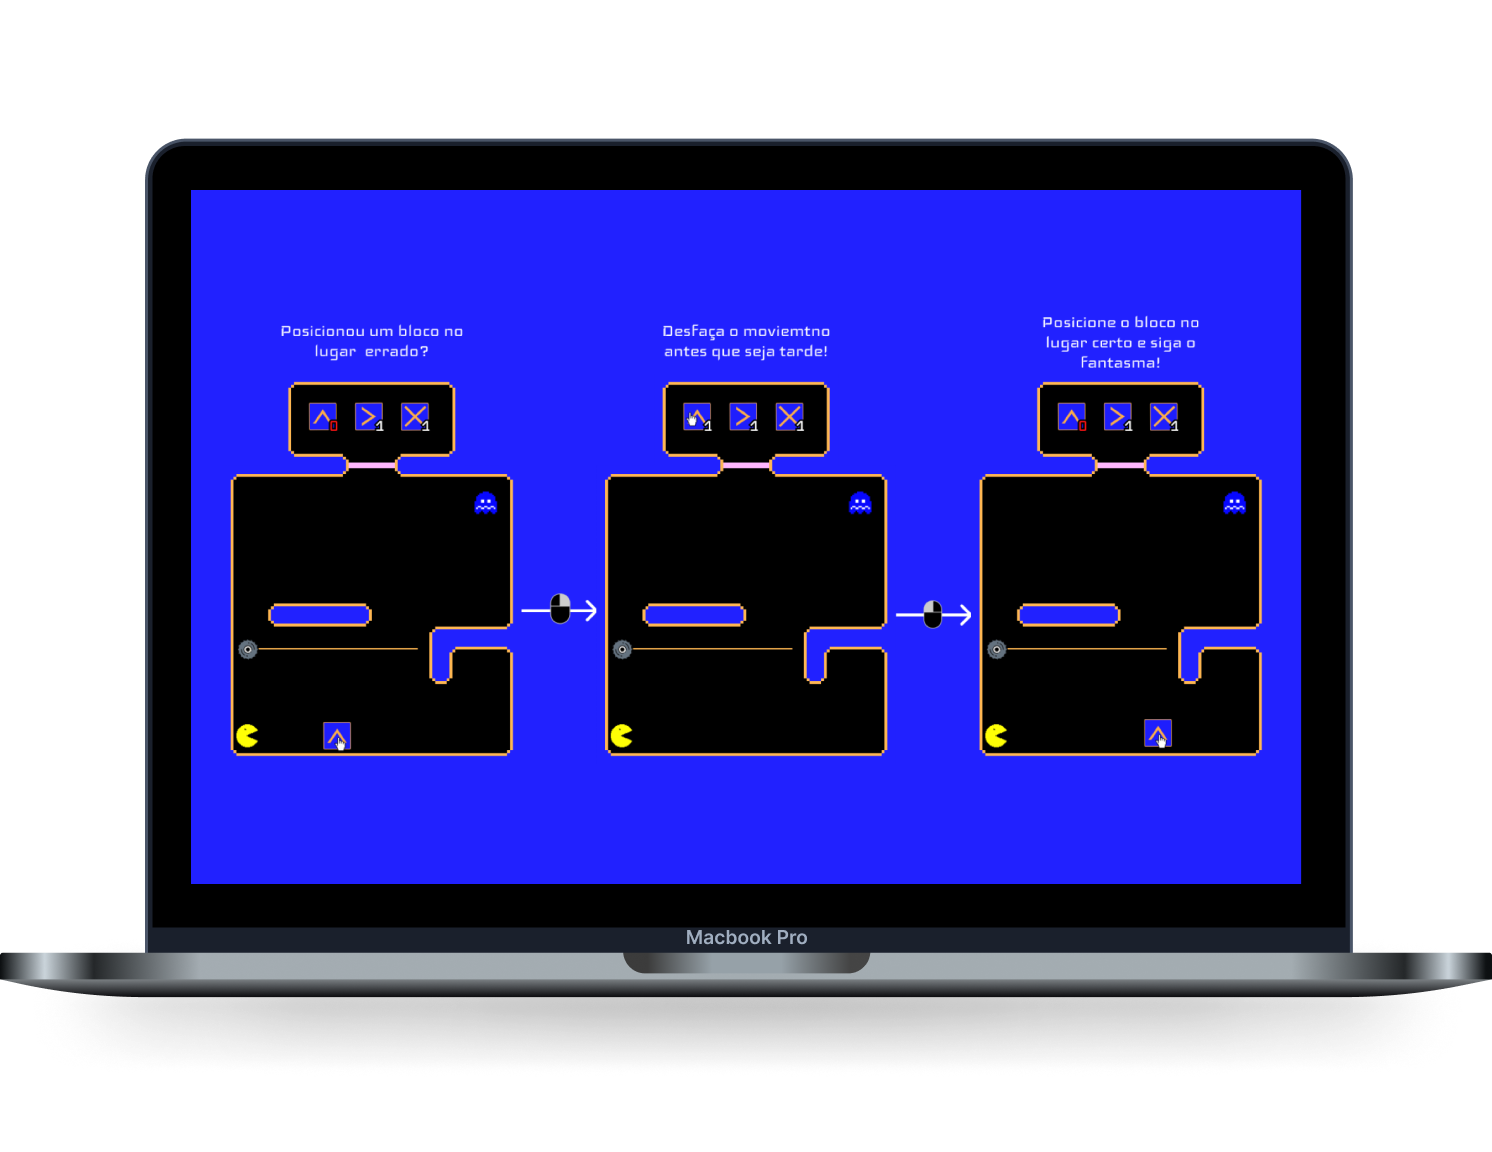 Posicionou um bloco no
lugar errado?
0
1
1
Desfaça o moviemtno
antes que seja tarde!
1
1
1
Posicione o bloco no
lugar certo e siga o
fantasma!
0
1
1
Macbook Pro